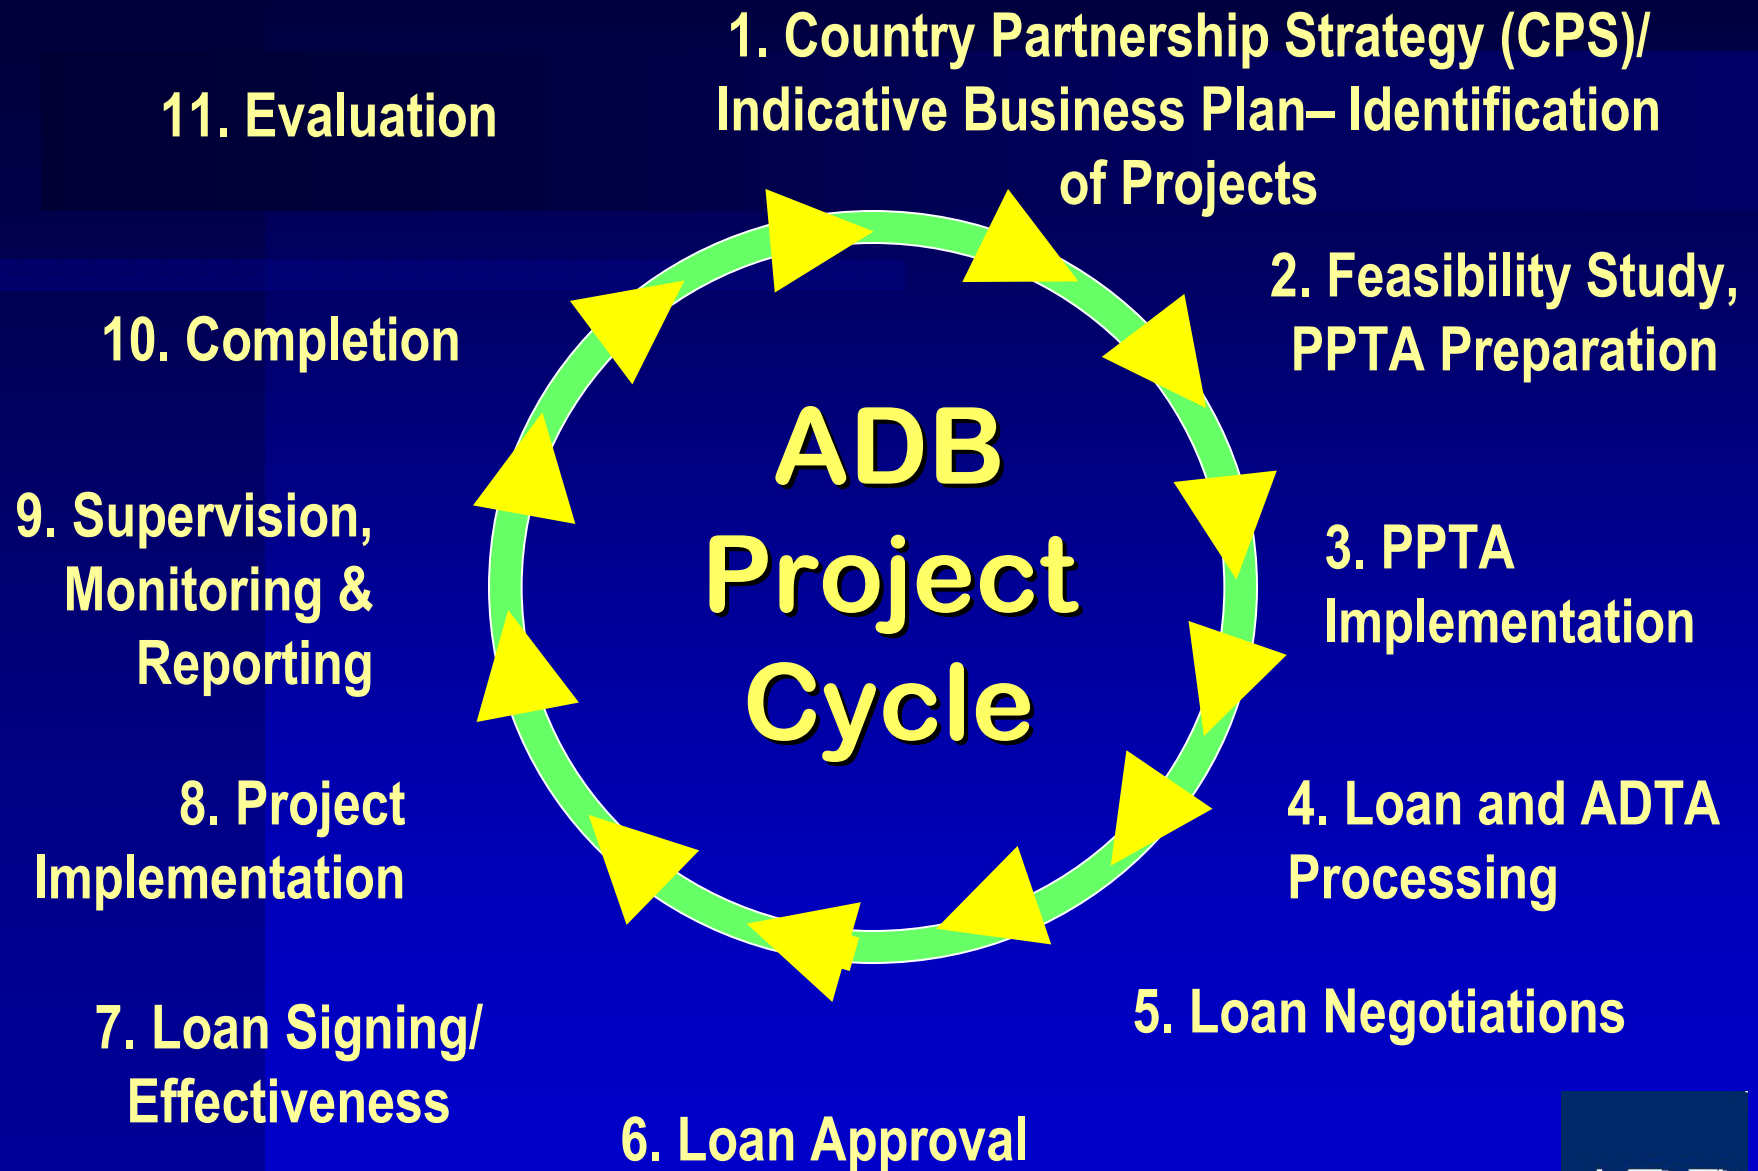 1. Country Partnership Strategy (CPS)/
Indicative Business Plan– Identification
of Projects
2. Feasibility Study,
PPTA Preparation
3. PPTA
Implementation
4. Loan and ADTA
Processing
5. Loan Negotiations
6. Loan Approval
7. Loan Signing/
Effectiveness
8. Project
Implementation
9. Supervision,
Monitoring &
Reporting
10. Completion
11. Evaluation
ADB
Project
Cycle